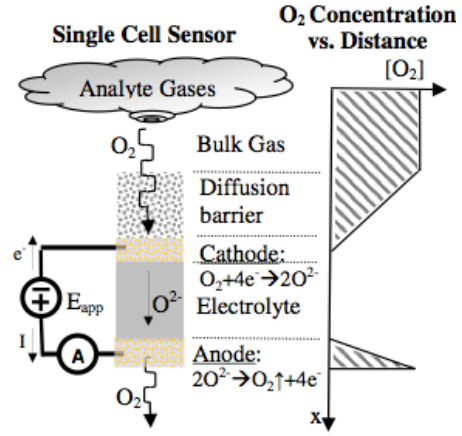 Single Cell Sensor
O₂ Concentration
vs. Distance
[O₂]
Analyte Gases
O₂
Bulk Gas
Diffusion
barrier
e⁻
Cathode:
O₂+4e⁻→2O²⁻
E_app
O²⁻
Electrolyte
I
A
Anode:
2O²⁻→O₂↑+4e⁻
O₂
x